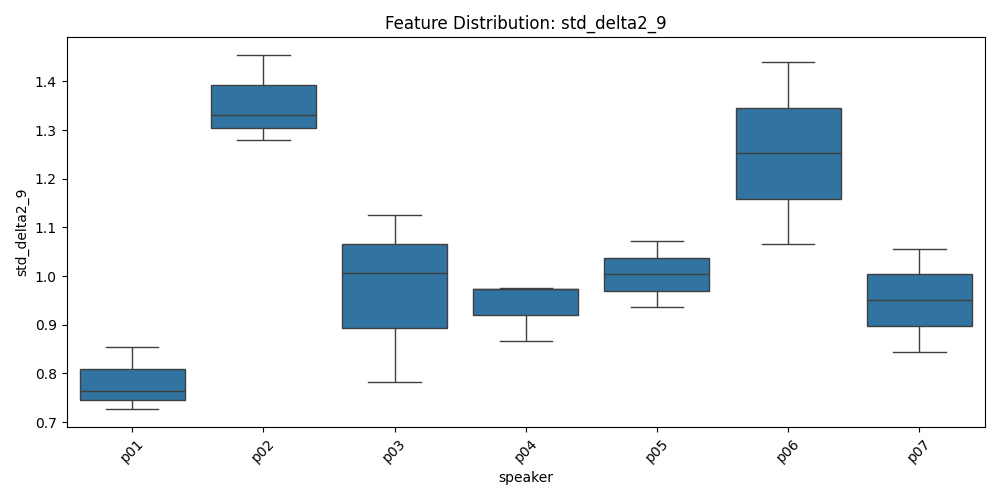 Feature Distribution: std_delta2_9
std_delta2_9
1.4
1.3
1.2
1.1
1.0
0.9
0.8
0.7
p01
p02
p03
p04
p05
p06
p07
speaker